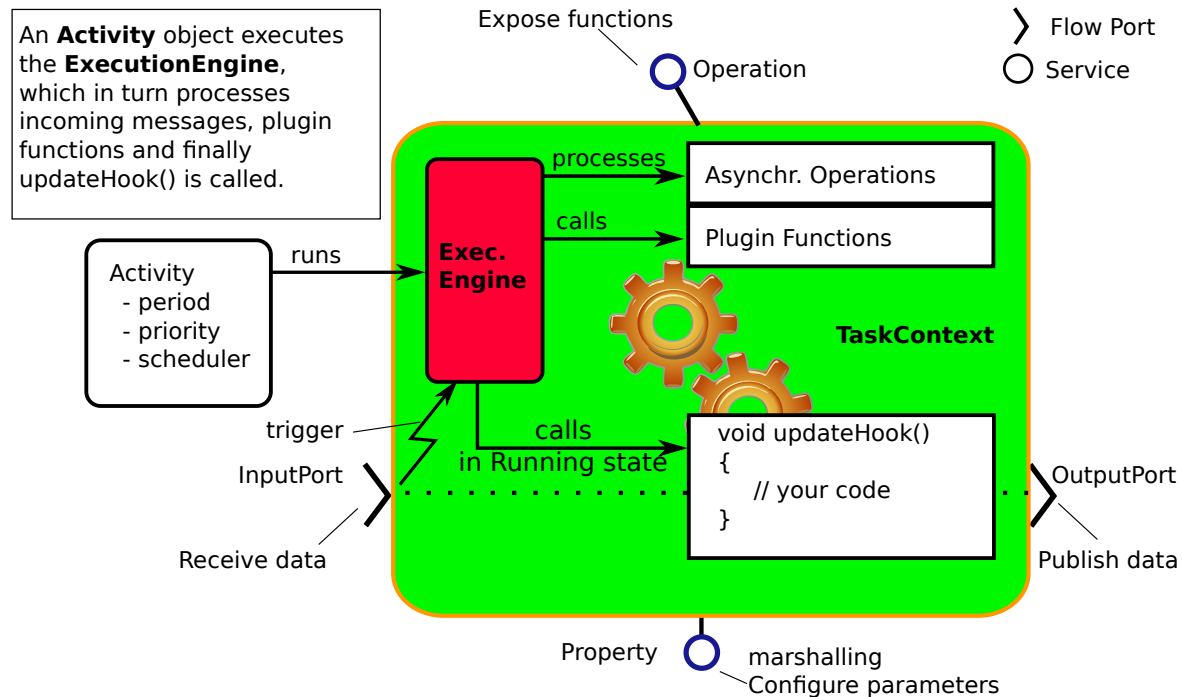 An Activity object executes
the ExecutionEngine,
which in turn processes
incoming messages, plugin
functions and finally
updateHook() is called.
Expose functions
Operation
Flow Port
Service
processes
Asynchr. Operations
calls
Plugin Functions
runs
Exec.
Engine
Activity
- period
- priority
- scheduler
TaskContext
trigger
calls
in Running state
void updateHook()
{
// your code
}
InputPort
OutputPort
Receive data
Publish data
Property
marshalling
Configure parameters